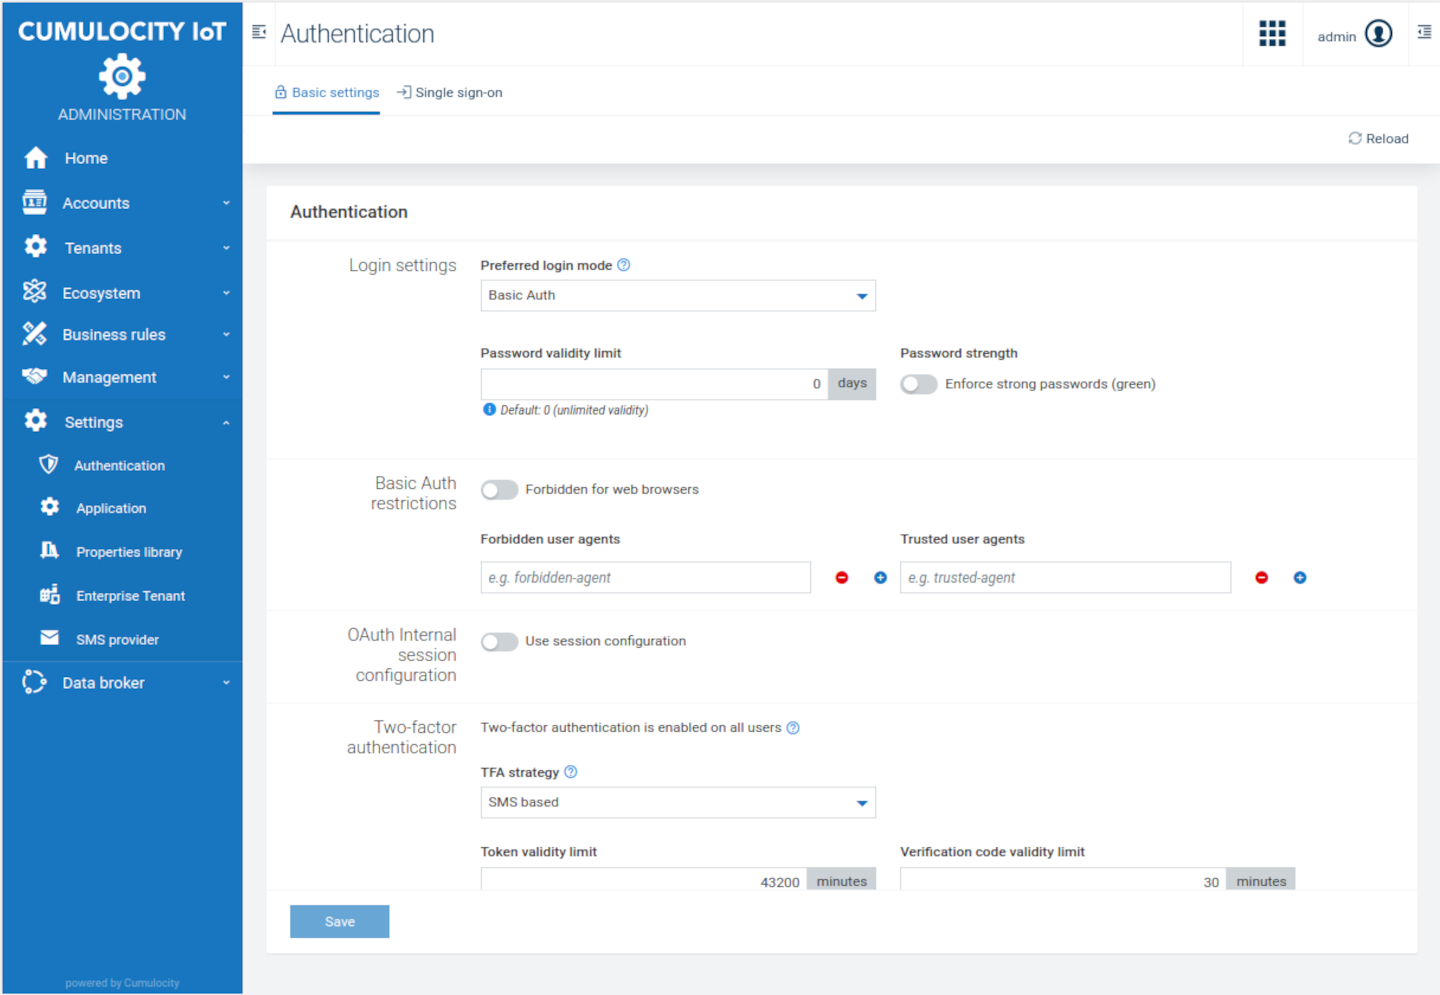 CUMULOCITY IoT
ADMINISTRATION
Home
Accounts
Tenants
Ecosystem
Business rules
Management
Settings
Authentication
Application
Properties library
Enterprise Tenant
SMS provider
Data broker
powered by Cumulocity
Authentication
admin
Basic settings
Single sign-on
Reload
Authentication
Login settings
Preferred login mode
Basic Auth
Password validity limit
0 days
Default: 0 (unlimited validity)
Password strength
Enforce strong passwords (green)
Basic Auth
restrictions
Forbidden for web browsers
Forbidden user agents
e.g. forbidden-agent
Trusted user agents
e.g. trusted-agent
OAuth Internal
session
configuration
Use session configuration
Two-factor
authentication
Two-factor authentication is enabled on all users
TFA strategy
SMS based
Token validity limit
43200 minutes
Verification code validity limit
30 minutes
Save